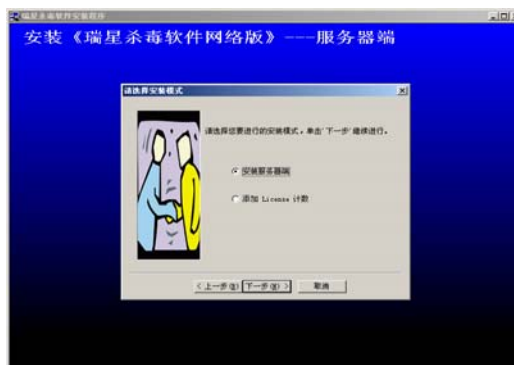 瑞星杀毒软件安装程序
安装《瑞星杀毒软件网络版》---服务器端
请选择安装模式
请选择您要进行的安装模式，单击'下一步'继续进行。
安装服务器端
添加 License 计数
<上一步(B)
下一步(N)>
取消